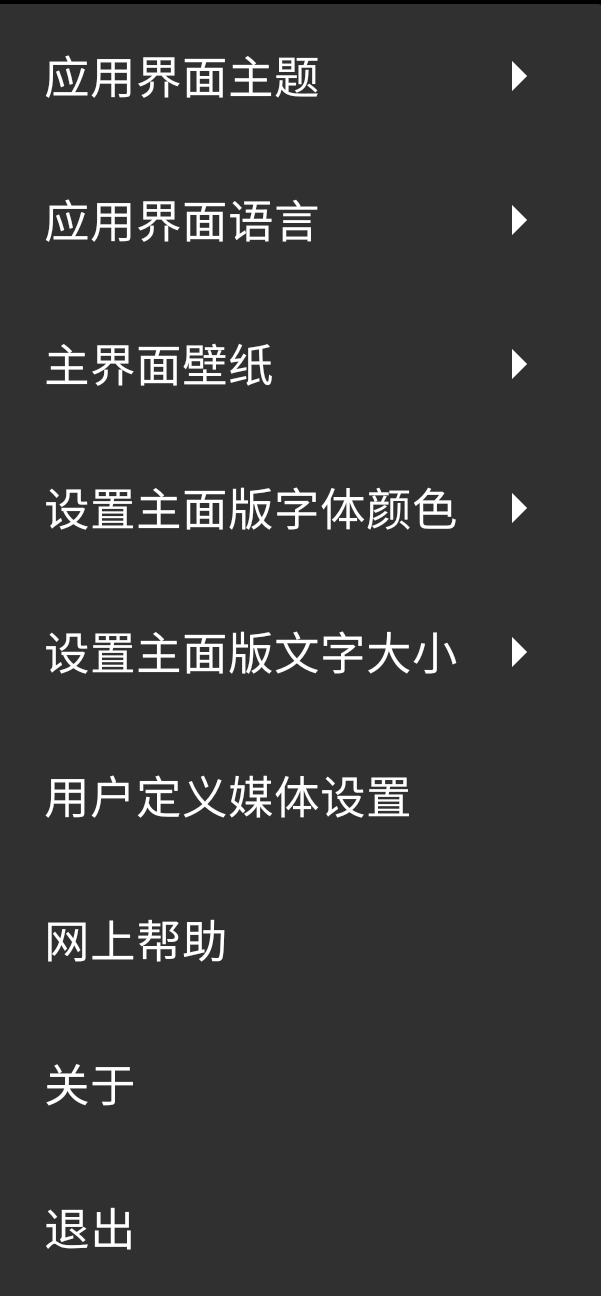 应用界面主题
应用界面语言
主界面壁纸
设置主面版字体颜色
设置主面版文字大小
用户定义媒体设置
网上帮助
关于
退出